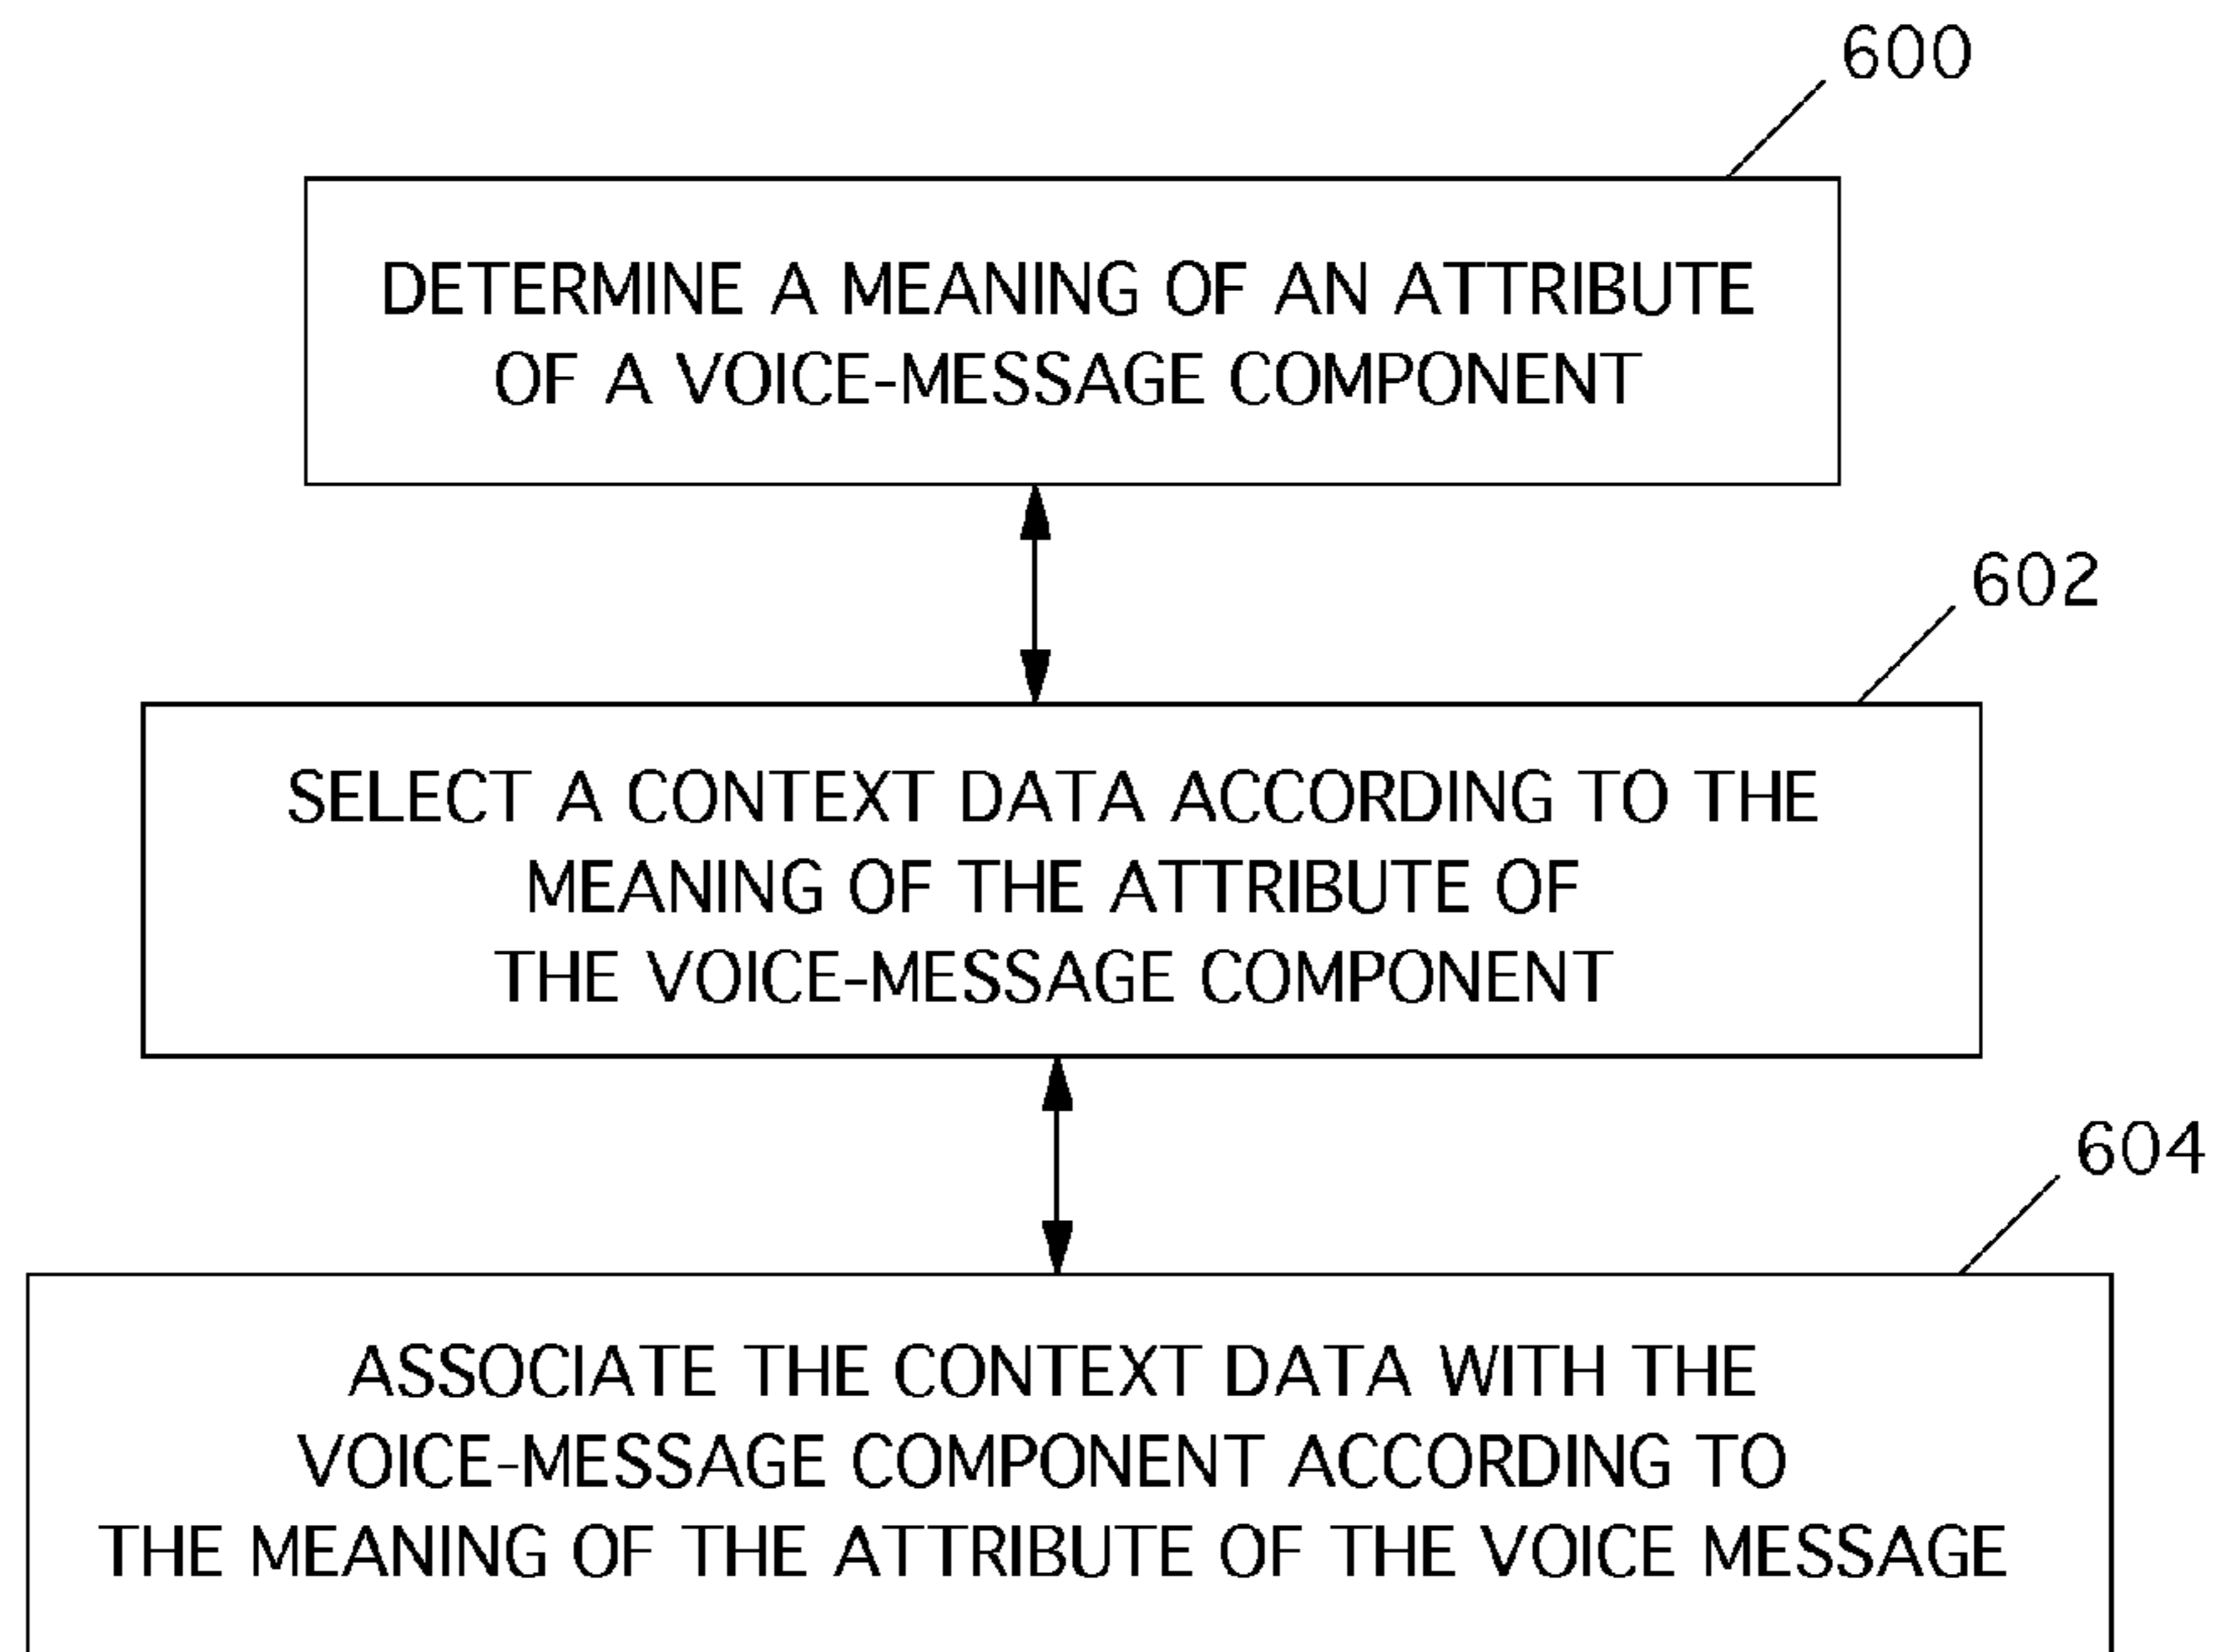 600
DETERMINE A MEANING OF AN ATTRIBUTE
OF A VOICE-MESSAGE COMPONENT
602
SELECT A CONTEXT DATA ACCORDING TO THE
MEANING OF THE ATTRIBUTE OF
THE VOICE-MESSAGE COMPONENT
604
ASSOCIATE THE CONTEXT DATA WITH THE
VOICE-MESSAGE COMPONENT ACCORDING TO
THE MEANING OF THE ATTRIBUTE OF THE VOICE MESSAGE